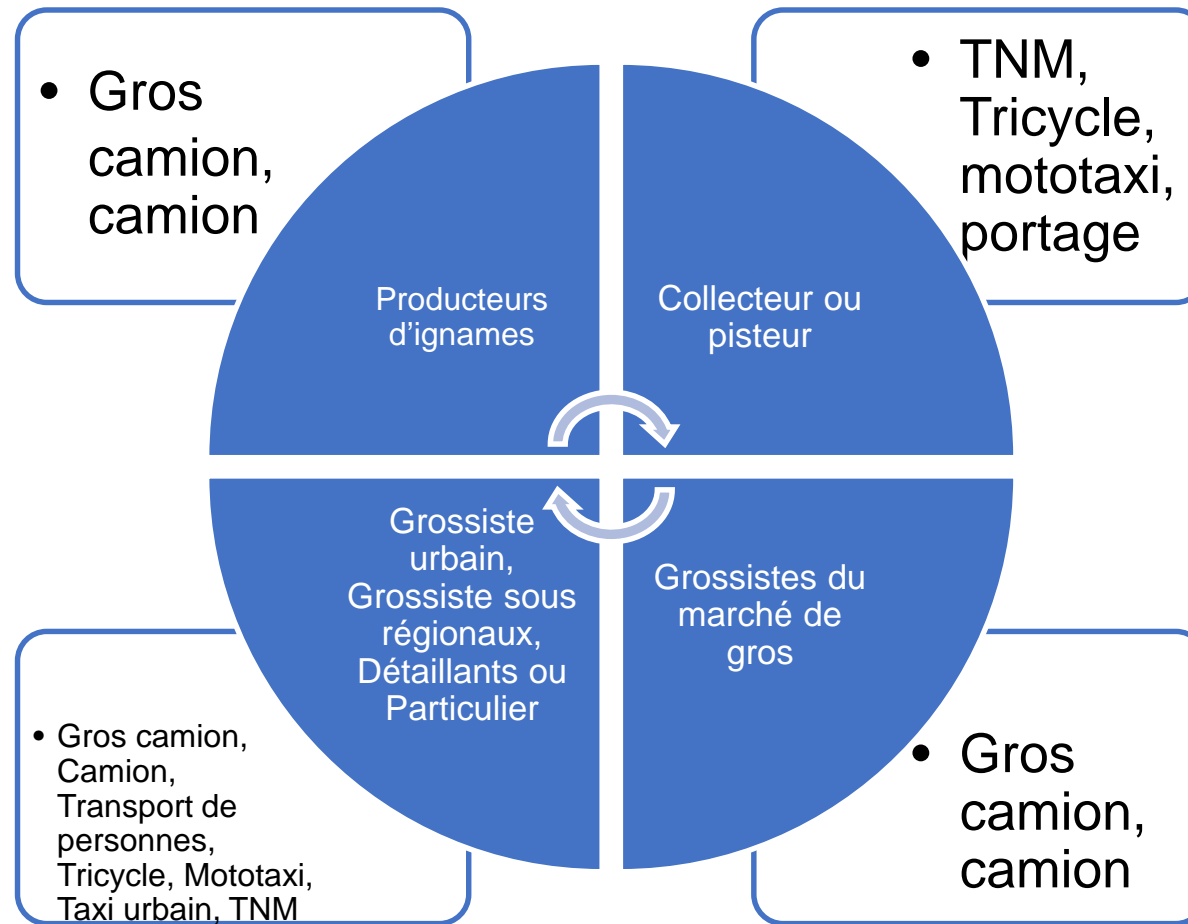 • Gros
camion,
camion
• TNM,
Tricycle,
mototaxi,
portage
Producteurs
d’ignames
Collecteur ou
pisteur
Grossiste
urbain,
Grossiste sous
régionaux,
Détaillants ou
Particulier
Grossistes du
marché de
gros
• Gros camion,
Camion,
Transport de
personnes,
Tricycle, Mototaxi,
Taxi urbain, TNM
• Gros
camion,
camion